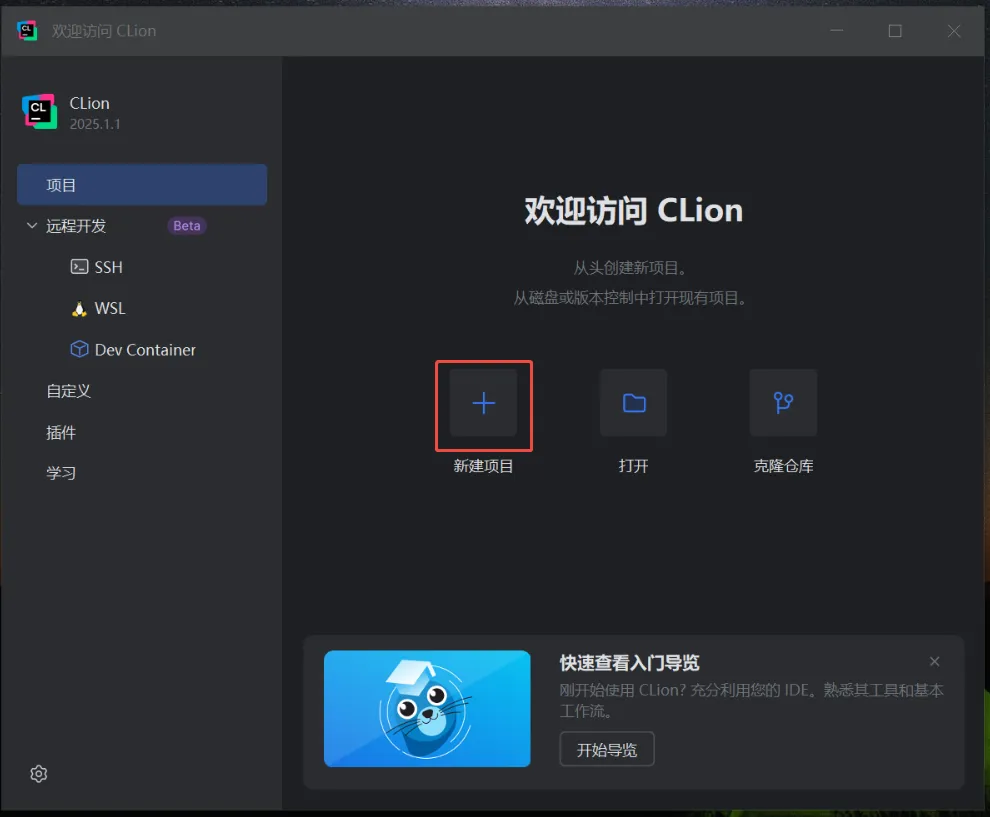 欢迎访问 CLion
CL
CLion
2025.1.1
项目
远程开发 Beta
SSH
WSL
Dev Container
自定义
插件
学习
欢迎访问 CLion
从头创建新项目。
从磁盘或版本控制中打开现有项目。
新建项目
打开
克隆仓库
快速查看入门导览
刚开始使用 CLion? 充分利用您的 IDE。熟悉其工具和基本
工作流。
开始导览